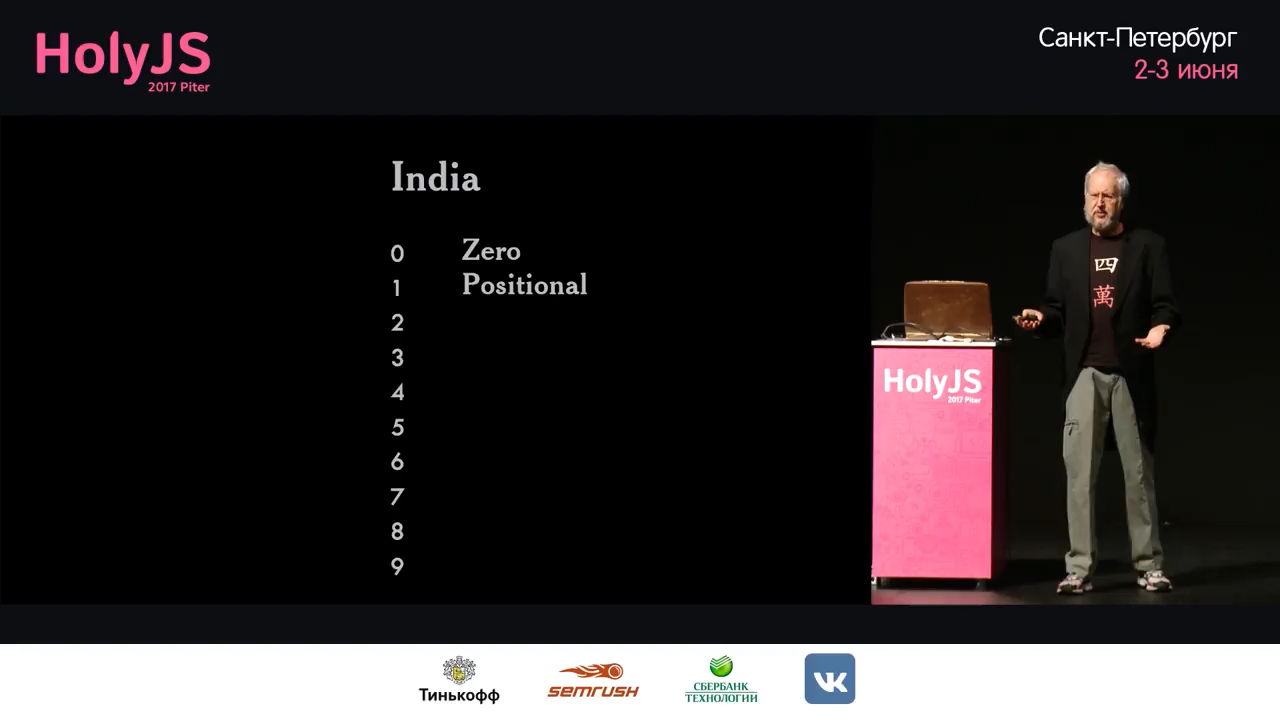 HolyJS
2017 Piter
Санкт-Петербург
2-3 июня
India
0 Zero
1 Positional
2
3
4
5
6
7
8
9
四
萬
HolyJS
2017 Piter
Тинькофф
SEMRUSH
СБЕРБАНК
ТЕХНОЛОГИИ
VK